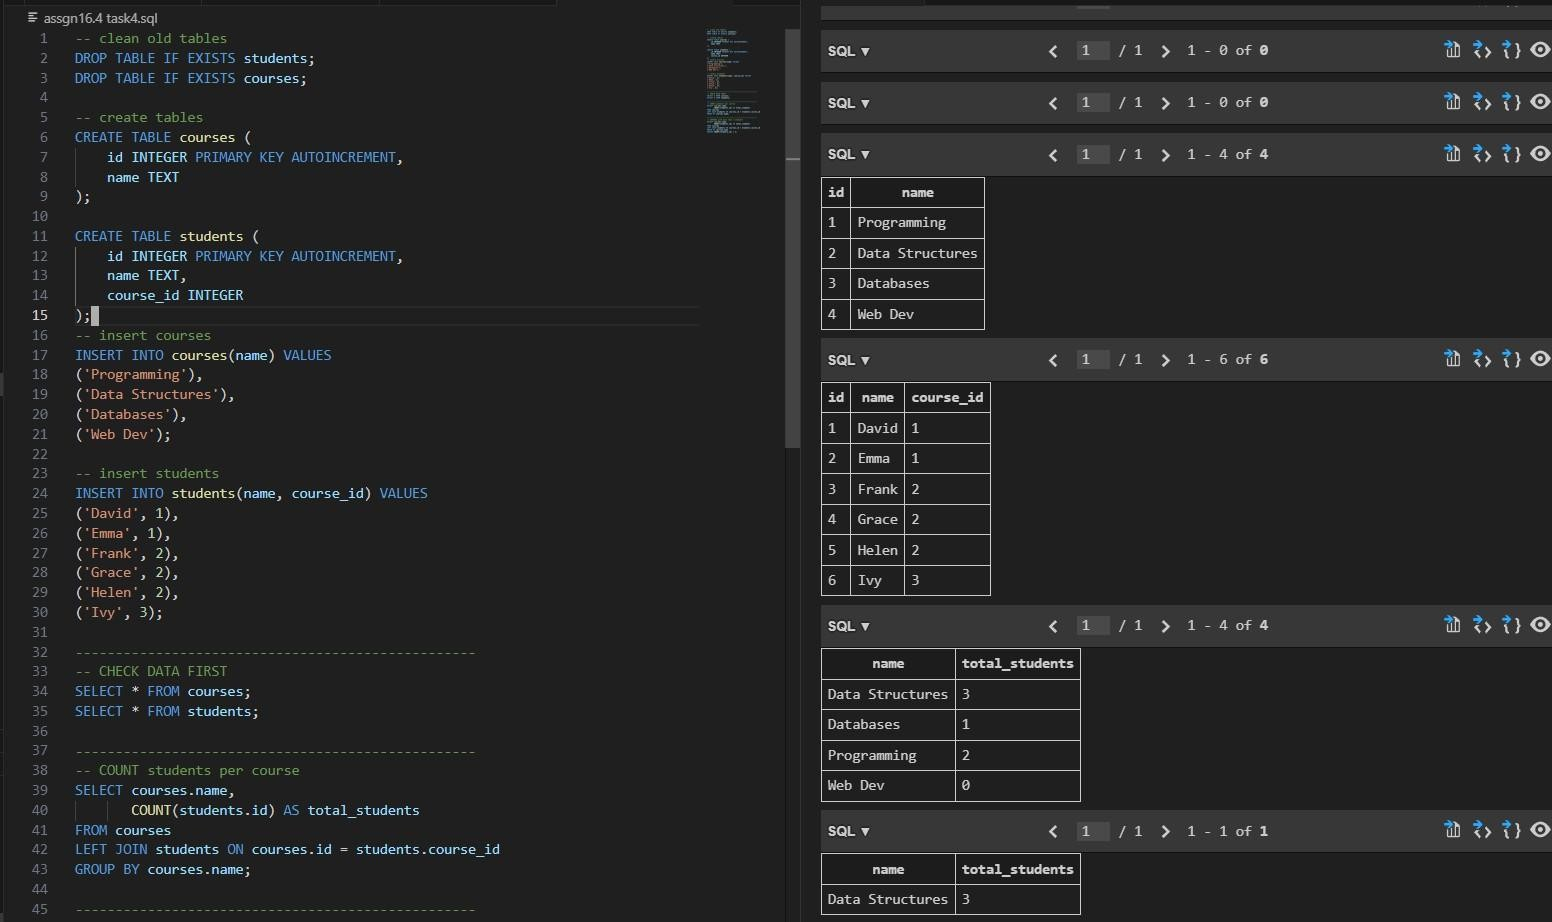 assgn16.4 task4.sql
1 -- clean old tables
2 DROP TABLE IF EXISTS students;
3 DROP TABLE IF EXISTS courses;
4
5 -- create tables
6 CREATE TABLE courses (
7 id INTEGER PRIMARY KEY AUTOINCREMENT,
8 name TEXT
9 );
10
11 CREATE TABLE students (
12 id INTEGER PRIMARY KEY AUTOINCREMENT,
13 name TEXT,
14 course_id INTEGER
15 );
16 -- insert courses
17 INSERT INTO courses(name) VALUES
18 ('Programming'),
19 ('Data Structures'),
20 ('Databases'),
21 ('Web Dev');
22
23 -- insert students
24 INSERT INTO students(name, course_id) VALUES
25 ('David', 1),
26 ('Emma', 1),
27 ('Frank', 2),
28 ('Grace', 2),
29 ('Helen', 2),
30 ('Ivy', 3);
31
32 --------------------------------------------------
33 -- CHECK DATA FIRST
34 SELECT * FROM courses;
35 SELECT * FROM students;
36
37 --------------------------------------------------
38 -- COUNT students per course
39 SELECT courses.name,
40 COUNT(students.id) AS total_students
41 FROM courses
42 LEFT JOIN students ON courses.id = students.course_id
43 GROUP BY courses.name;
44
45 --------------------------------------------------
SQL ▼ < 1 / 1 > 1 - 0 of 0
SQL ▼ < 1 / 1 > 1 - 0 of 0
SQL ▼ < 1 / 1 > 1 - 4 of 4
id name
1 Programming
2 Data Structures
3 Databases
4 Web Dev
SQL ▼ < 1 / 1 > 1 - 6 of 6
id name course_id
1 David 1
2 Emma 1
3 Frank 2
4 Grace 2
5 Helen 2
6 Ivy 3
SQL ▼ < 1 / 1 > 1 - 4 of 4
name total_students
Data Structures 3
Databases 1
Programming 2
Web Dev 0
SQL ▼ < 1 / 1 > 1 - 1 of 1
name total_students
Data Structures 3